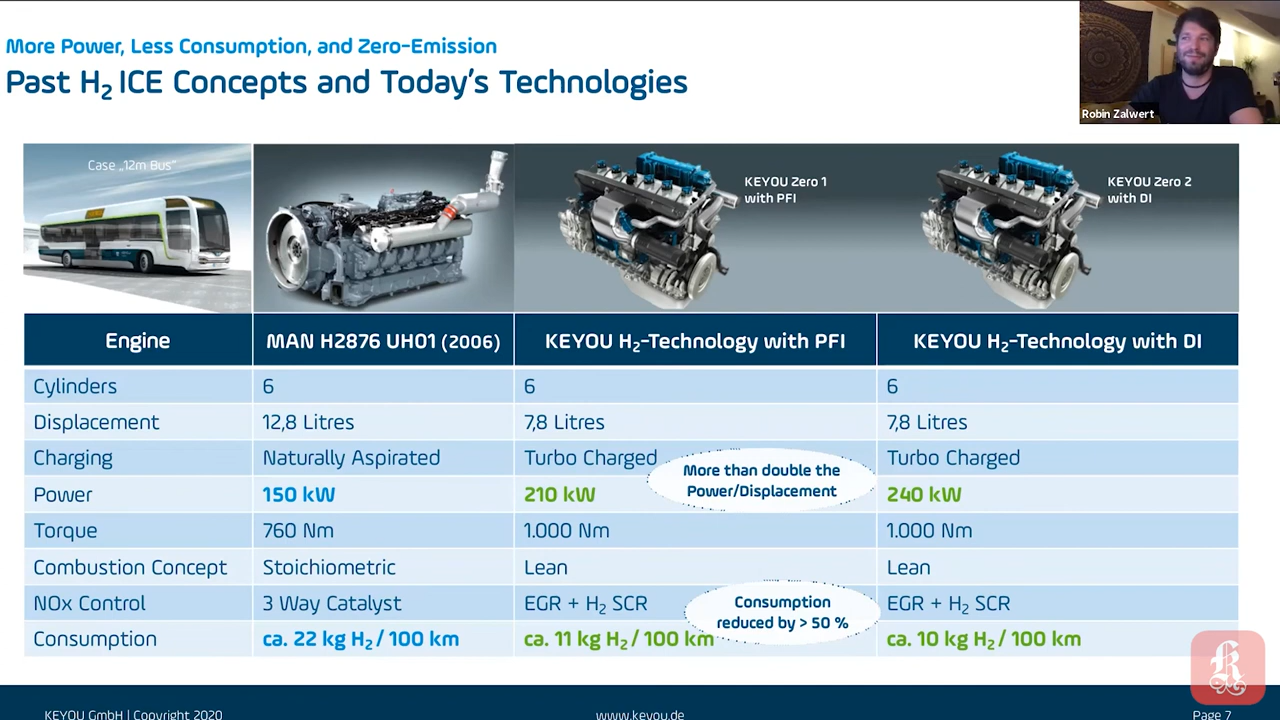 More Power, Less Consumption, and Zero-Emission
Past H₂ ICE Concepts and Today's Technologies
Robin Zalwert
Case „12m Bus“
KEYOU Zero 1
with PFI
KEYOU Zero 2
with DI
Engine MAN H2876 UH01 (2006) KEYOU H₂-Technology with PFI KEYOU H₂-Technology with DI
Cylinders 6 6 6
Displacement 12,8 Litres 7,8 Litres 7,8 Litres
Charging Naturally Aspirated Turbo Charged Turbo Charged
More than double the
Power/Displacement
Power 150 kW 210 kW 240 kW
Torque 760 Nm 1.000 Nm 1.000 Nm
Combustion Concept Stoichiometric Lean Lean
NOx Control 3 Way Catalyst EGR + H₂ SCR EGR + H₂ SCR
Consumption
reduced by > 50 %
Consumption ca. 22 kg H₂ / 100 km ca. 11 kg H₂ / 100 km ca. 10 kg H₂ / 100 km
KEYOU GmbH | Copyright 2020 www.keyou.de Page 7